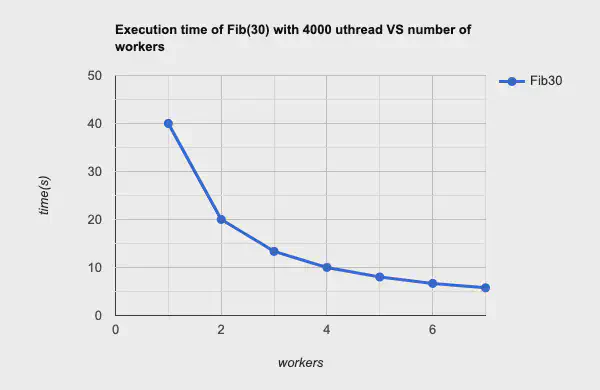 Execution time of Fib(30) with 4000 uthread VS number of
workers
Fib30
50
40
30
20
10
0
time(s)
0 2 4 6
workers